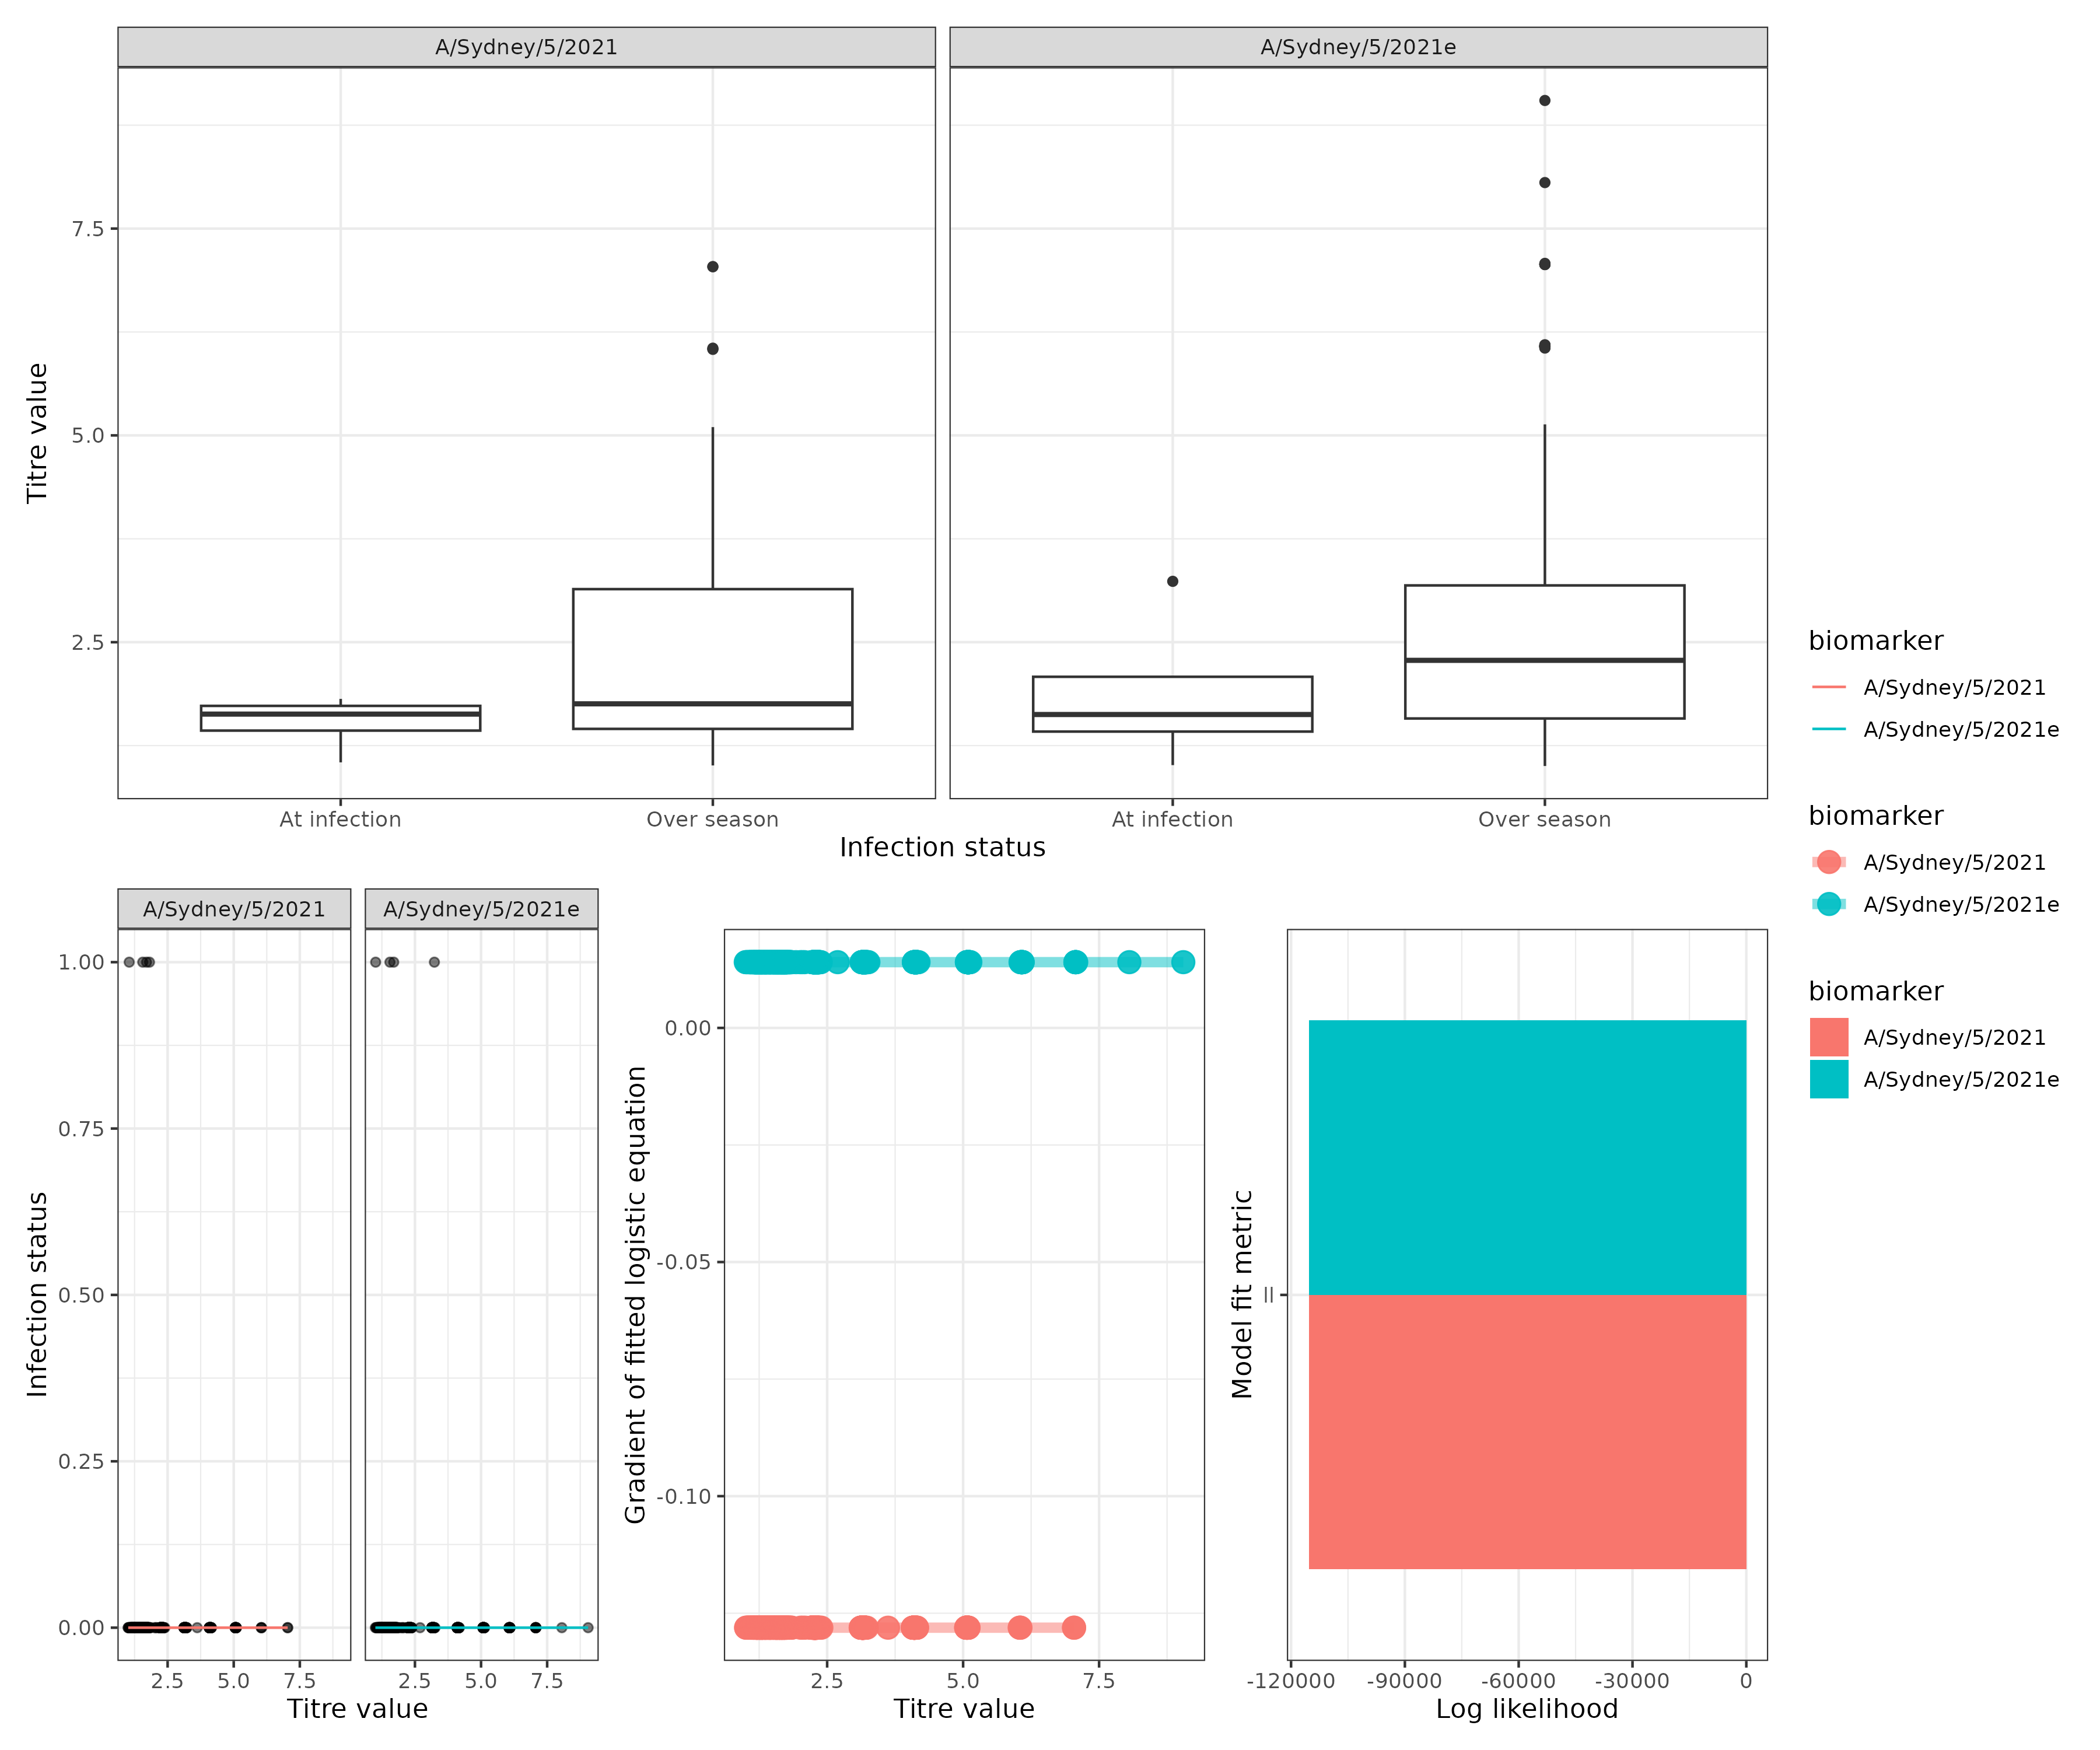 A/Sydney/5/2021
A/Sydney/5/2021e
Titre value
7.5
5.0
2.5
At infection
Over season
At infection
Over season
Infection status
biomarker
A/Sydney/5/2021
A/Sydney/5/2021e
biomarker
A/Sydney/5/2021
A/Sydney/5/2021e
biomarker
A/Sydney/5/2021
A/Sydney/5/2021e
A/Sydney/5/2021
A/Sydney/5/2021e
Infection status
1.00
0.75
0.50
0.25
0.00
2.5
5.0
7.5
2.5
5.0
7.5
Titre value
Gradient of fitted logistic equation
0.00
-0.05
-0.10
2.5
5.0
7.5
Titre value
Model fit metric
ll
-120000
-90000
-60000
-30000
0
Log likelihood